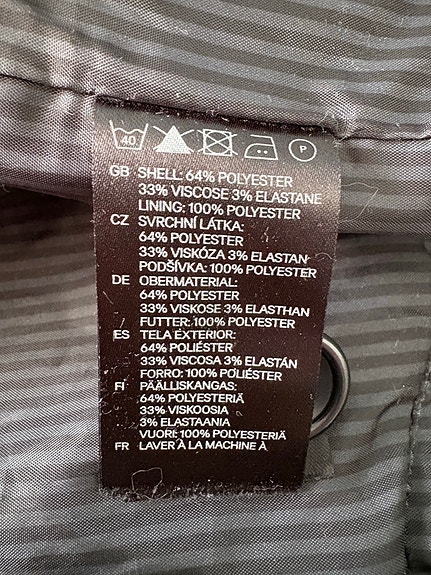 40
P
GB SHELL: 64% POLYESTER
33% VISCOSE 3% ELASTANE
LINING: 100% POLYESTER
CZ SVRCHNÍ LÁTKA:
64% POLYESTER
33% VISKÓZA 3% ELASTAN
PODŠÍVKA: 100% POLYESTER
DE OBERMATERIAL:
64% POLYESTER
33% VISKOSE 3% ELASTHAN
FUTTER: 100% POLYESTER
ES TELA EXTERIOR:
64% POLIÉSTER
33% VISCOSA 3% ELASTÁN
FORRO: 100% POLIÉSTER
FI PÄÄLLISKANGAS:
64% POLYESTERIÄ
33% VISKOOSIA
3% ELASTAANIA
VUORI: 100% POLYESTERIÄ
FR LAVER À LA MACHINE À